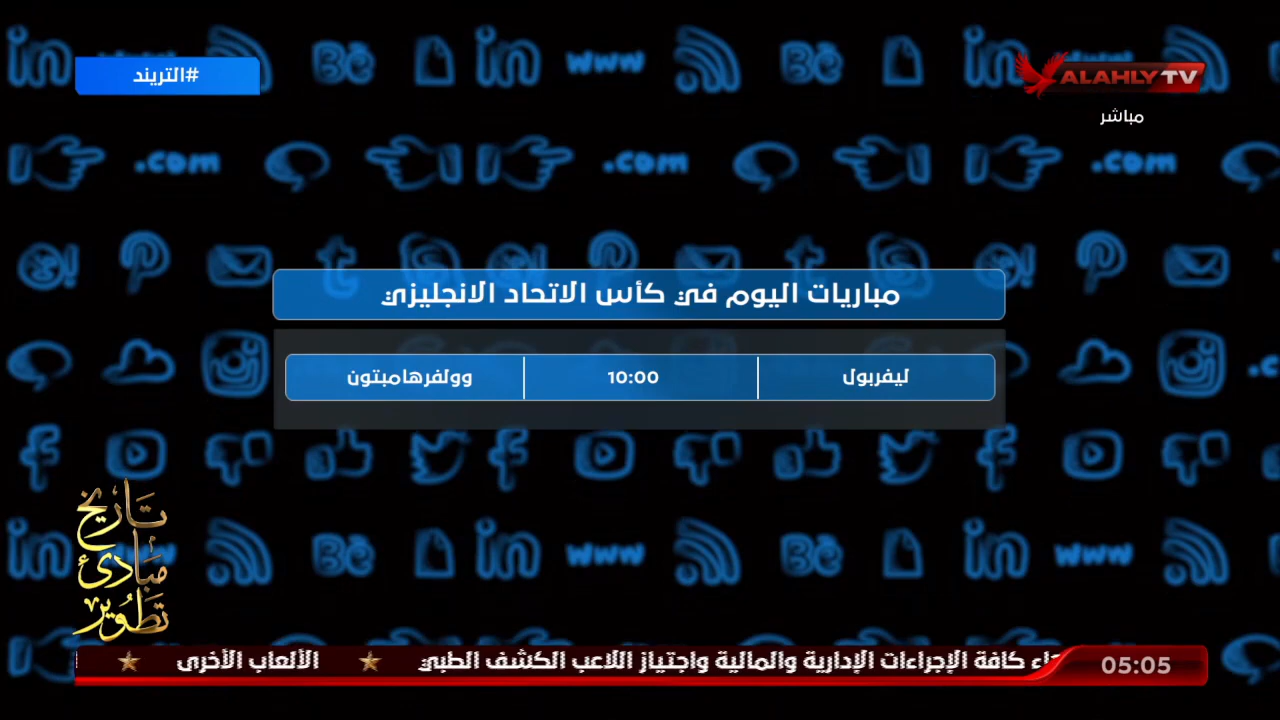 #التريند
ALAHLY TV
مباشر
مباريات اليوم في كأس الاتحاد الانجليزي
ليفربول 10:00 وولفرهامبتون
تاريخ
مبادئ
تطوير
كافة الإجراءات الإدارية والمالية واجتياز اللاعب الكشف الطبي ★ الألعاب الأخرى ★
05:05